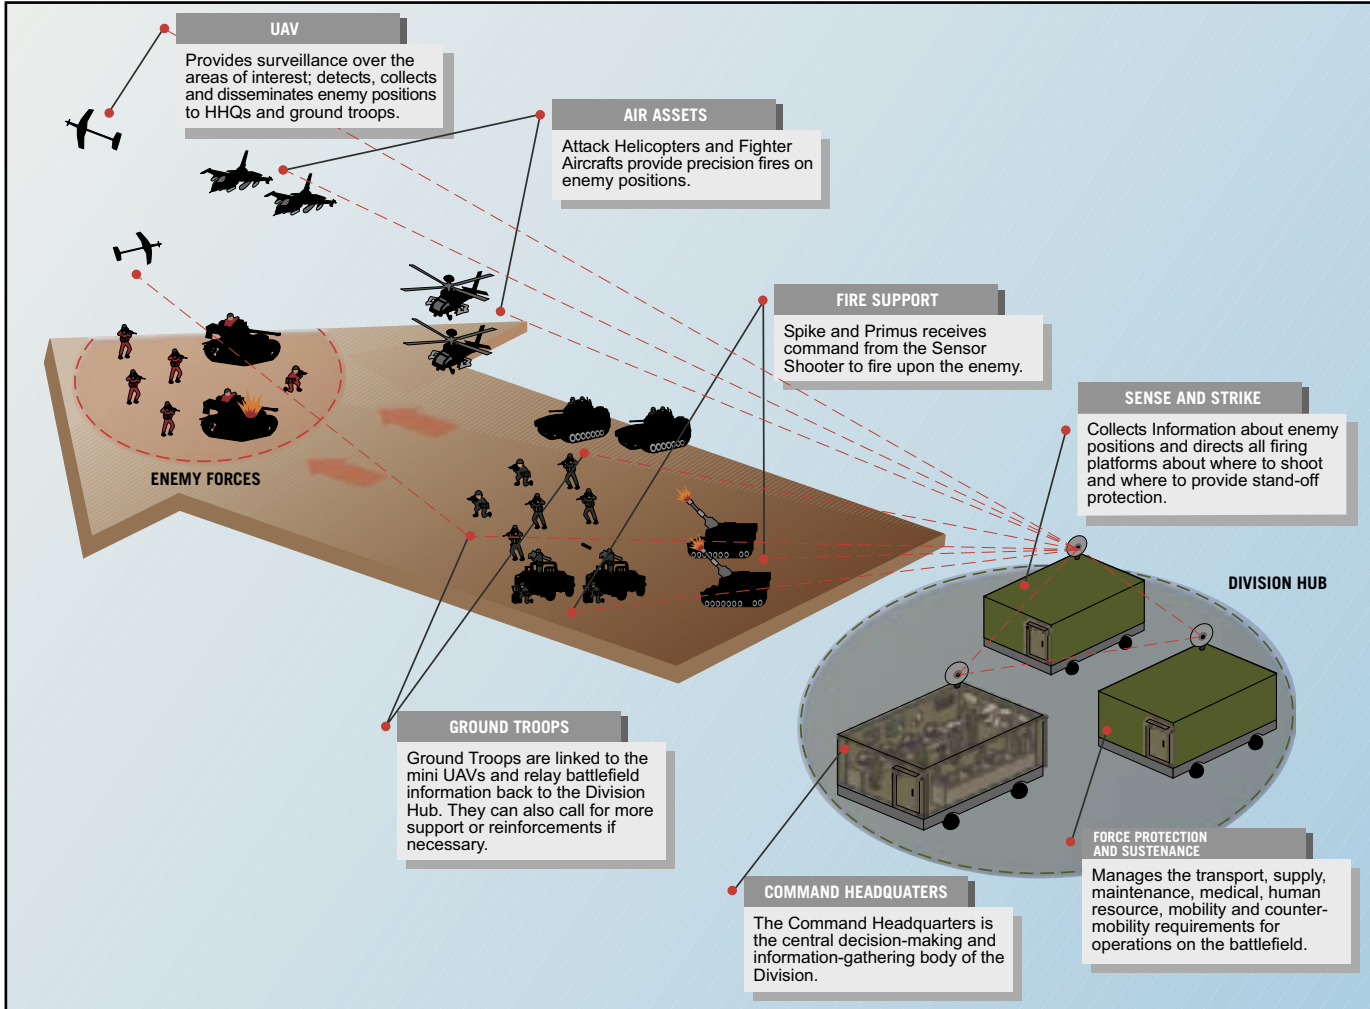 UAV
Provides surveillance over the
areas of interest; detects, collects
and disseminates enemy positions
to HHQs and ground troops.
AIR ASSETS
Attack Helicopters and Fighter
Aircrafts provide precision fires on
enemy positions.
FIRE SUPPORT
Spike and Primus receives
command from the Sensor
Shooter to fire upon the enemy.
SENSE AND STRIKE
Collects Information about enemy
positions and directs all firing
platforms about where to shoot
and where to provide stand-off
protection.
ENEMY FORCES
DIVISION HUB
GROUND TROOPS
Ground Troops are linked to the
mini UAVs and relay battlefield
information back to the Division
Hub. They can also call for more
support or reinforcements if
necessary.
COMMAND HEADQUATERS
The Command Headquarters is
the central decision-making and
information-gathering body of the
Division.
FORCE PROTECTION
AND SUSTENANCE
Manages the transport, supply,
maintenance, medical, human
resource, mobility and counter-
mobility requirements for
operations on the battlefield.